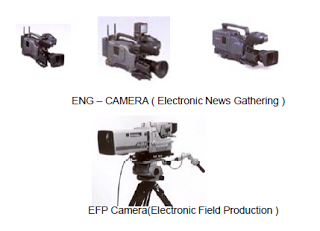 ENG – CAMERA ( Electronic News Gathering )
EFP Camera(Electronic Field Production )